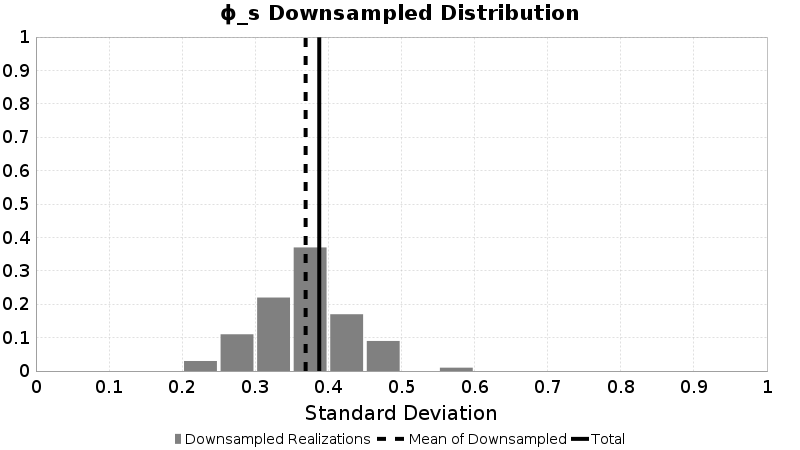 ϕ_s Downsampled Distribution
1
0.9
0.8
0.7
0.6
0.5
0.4
0.3
0.2
0.1
0
0 0.1 0.2 0.3 0.4 0.5 0.6 0.7 0.8 0.9 1
Standard Deviation
Downsampled Realizations Mean of Downsampled Total